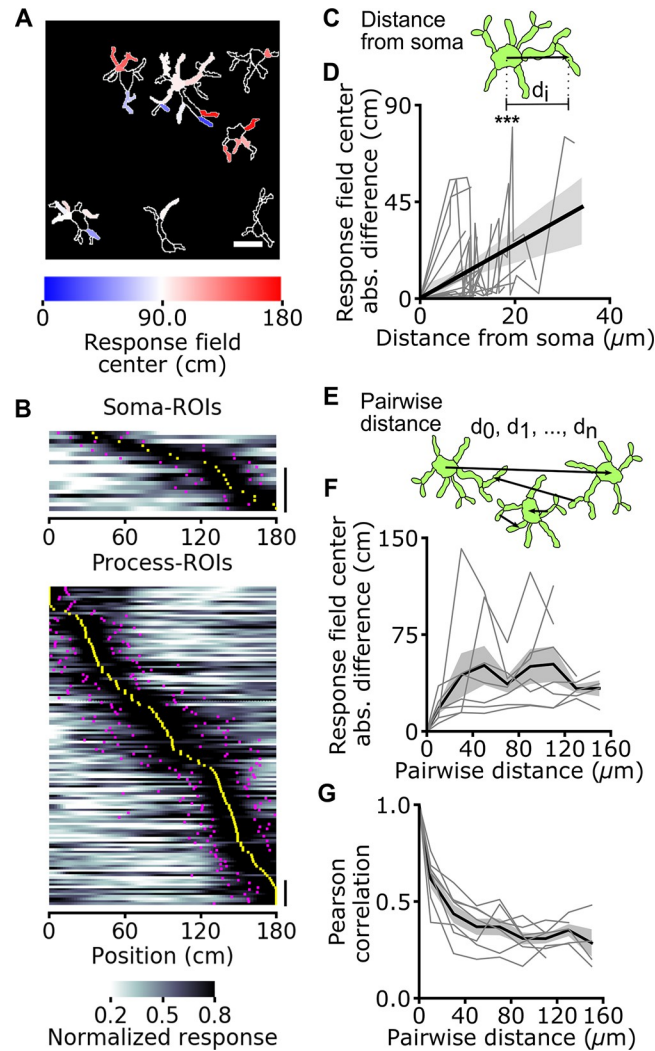 A
0
90.0
180
Response field
center (cm)
B
Soma-ROIs
0
60
120
180
Process-ROIs
0
60
120
180
Position (cm)
0.2
0.5
0.8
Normalized response
C
Distance
from soma
di
D
***
90
45
0
Response field center
abs. difference (cm)
0
20
40
Distance from soma (µm)
E
Pairwise
distance
d0, d1, ..., dn
F
150
75
0
Response field center
abs. difference (cm)
0
40
80
120
160
Pairwise distance (µm)
G
1.0
0.5
0.0
Pearson
correlation
0
40
80
120
160
Pairwise distance (µm)